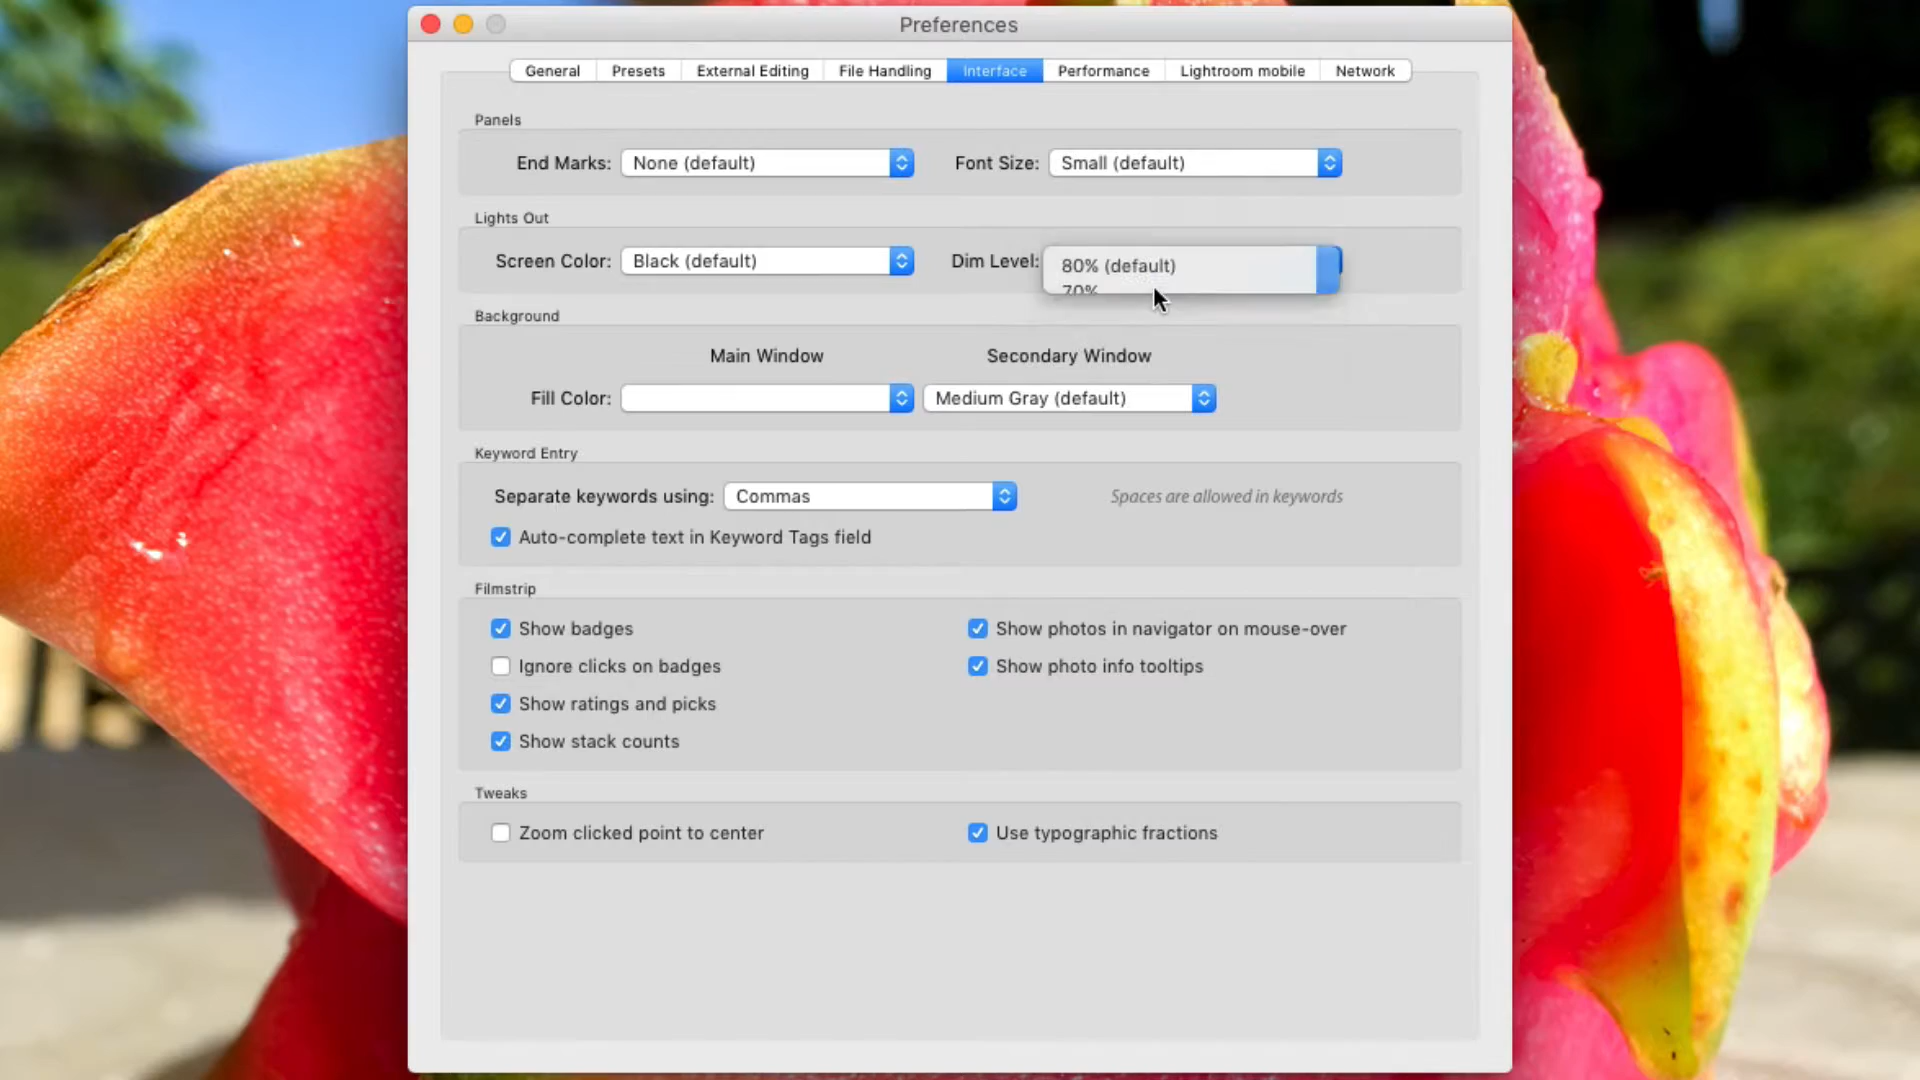 Preferences
General Presets External Editing File Handling Interface Performance Lightroom mobile Network
Panels
End Marks: None (default) Font Size: Small (default)
Lights Out
Screen Color: Black (default) Dim Level: 80% (default)
70%
Background
Main Window Secondary Window
Fill Color: Medium Gray (default)
Keyword Entry
Separate keywords using: Commas Spaces are allowed in keywords
Auto-complete text in Keyword Tags field
Filmstrip
Show badges Show photos in navigator on mouse-over
Ignore clicks on badges Show photo info tooltips
Show ratings and picks
Show stack counts
Tweaks
Zoom clicked point to center Use typographic fractions